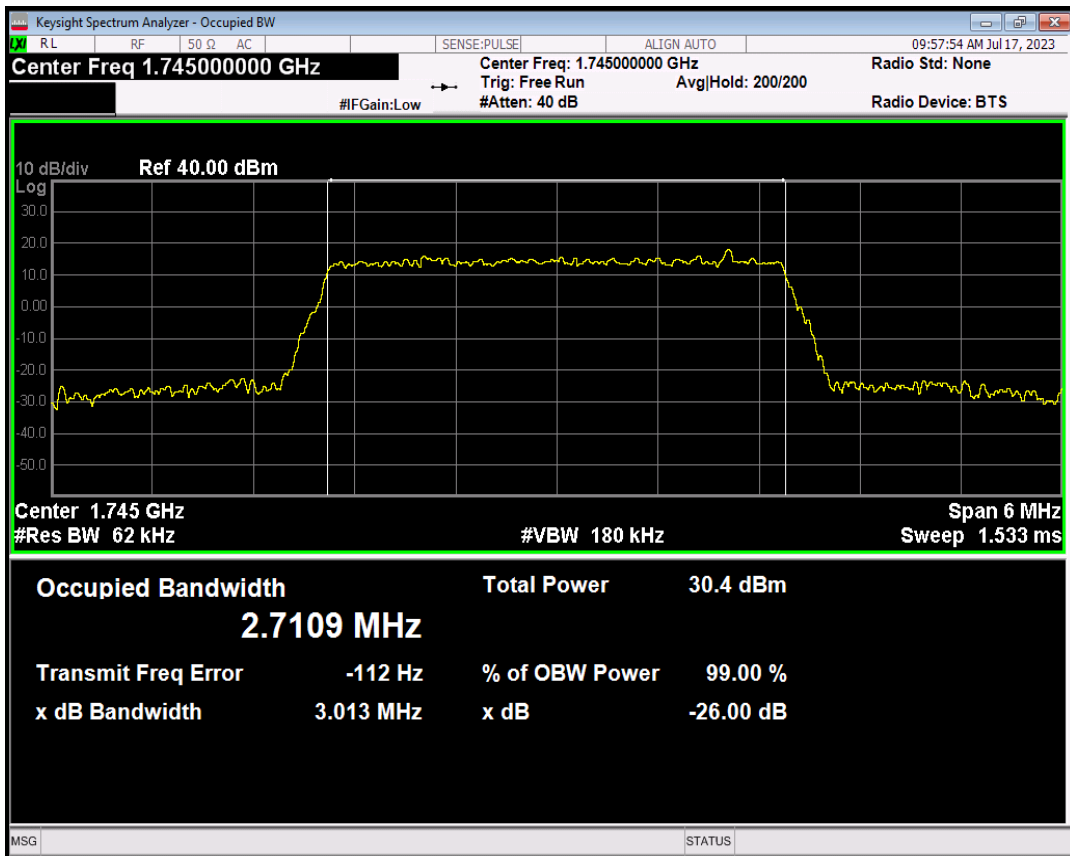 Keysight Spectrum Analyzer - Occupied BW
LXI RL RF 50 Ω AC SENSE:PULSE ALIGN AUTO 09:57:54 AM Jul 17, 2023
Center Freq 1.745000000 GHz Center Freq: 1.745000000 GHz Radio Std: None
Trig: Free Run Avg|Hold: 200/200
#IFGain:Low #Atten: 40 dB Radio Device: BTS
10 dB/div Ref 40.00 dBm
Log
30.0
20.0
10.0
0.00
-10.0
-20.0
-30.0
-40.0
-50.0
Center 1.745 GHz Span 6 MHz
#Res BW 62 kHz #VBW 180 kHz Sweep 1.533 ms
Occupied Bandwidth Total Power 30.4 dBm
2.7109 MHz
Transmit Freq Error -112 Hz % of OBW Power 99.00 %
x dB Bandwidth 3.013 MHz x dB -26.00 dB
MSG STATUS